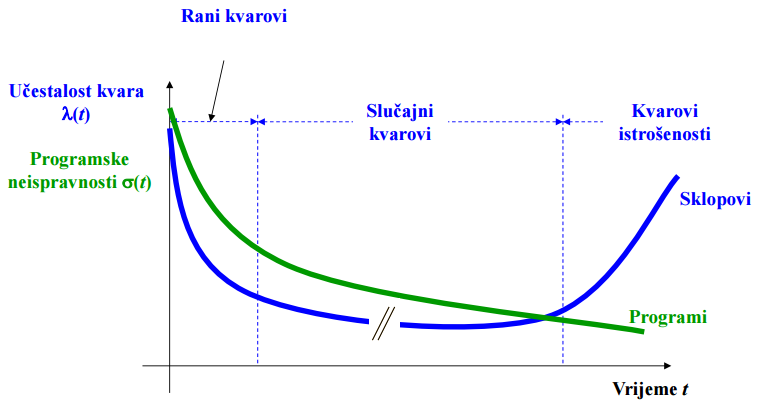 Rani kvarovi
Učestalost kvara
λ(t)
Slučajni
kvarovi
Kvarovi
istrošenosti
Programske
neispravnosti σ(t)
Sklopovi
Programi
Vrijeme t